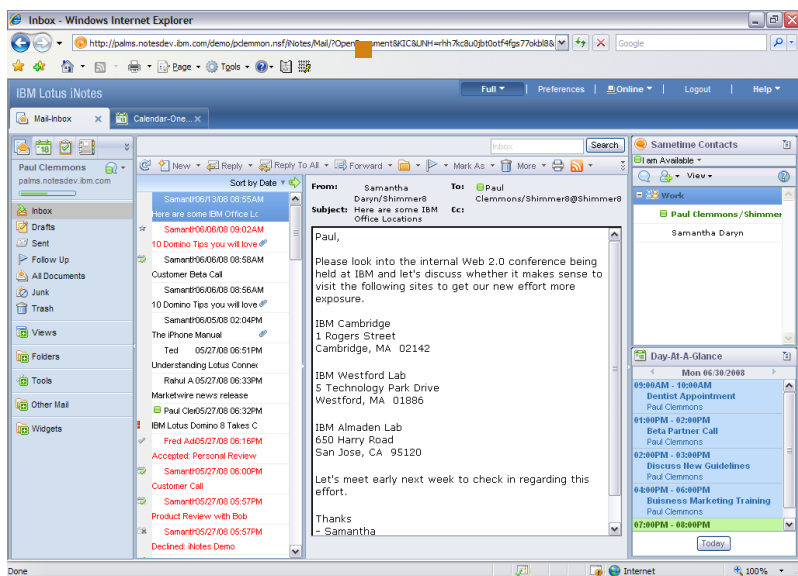 Inbox - Windows Internet Explorer
http://palms.notesdev.ibm.com/demo/pclemmon.nsf/iNotes/Mail/?OpenDocument&KIC&UNH=rhh7kc8u0jbt0otf4fgs77okbl8&
Google
Page Tools
IBM Lotus iNotes
Full Preferences | Online | Logout | Help
Mail-Inbox X Calendar-One... X
Inbox Search
Paul Clemmons
palms.notesdev.ibm.com
Inbox
Drafts
Sent
Follow Up
All Documents
Junk
Trash
Views
Folders
Tools
Other Mail
Widgets
New Reply Reply To All Forward Mark As More
Sort by Date
Samanth 06/13/08 08:55AM
Here are some IBM Office Lo
Samanth 06/06/08 09:02AM
10 Domino Tips you will love
Samanth 06/06/08 08:58AM
Customer Beta Call
Samanth 06/06/08 08:56AM
10 Domino Tips you will love
Samanth 06/05/08 02:04PM
The iPhone Manual
Ted 05/27/08 06:51PM
Understanding Lotus Connec
Rahul A 05/27/08 06:33PM
Marketwire news release
Paul Cle 05/27/08 06:32PM
IBM Lotus Domino 8 Takes C
Fred Ad 05/27/08 06:16PM
Accepted: Personal Review
Samanth 05/27/08 06:00PM
Customer Call
Samanth 05/27/08 05:57PM
Product Review with Bob
Samanth 05/27/08 05:57PM
Declined: iNotes Demo
From: Samantha Daryn/Shimmer8
To: Paul Clemmons/Shimmer8@Shimmer8
Subject: Here are some IBM Office Locations
Cc:
Paul,
Please look into the internal Web 2.0 conference being
held at IBM and let's discuss whether it makes sense to
visit the following sites to get our new effort more
exposure.
IBM Cambridge
1 Rogers Street
Cambridge, MA 02142
IBM Westford Lab
5 Technology Park Drive
Westford, MA 01886
IBM Almaden Lab
650 Harry Road
San Jose, CA 95120
Let's meet early next week to check in regarding this
effort.
Thanks
- Samantha
Sametime Contacts
I am Available
View
Work
Paul Clemmons/Shimmer
Samantha Daryn
Day-At-A-Glance
Mon 06/30/2008
09:00AM - 10:00AM
Dentist Appointment
Paul Clemmons
01:00PM - 02:00PM
Beta Partner Call
Paul Clemmons
02:00PM - 03:00PM
Discuss New Guidelines
Paul Clemmons
04:00PM - 06:00PM
Buisness Marketing Training
Paul Clemmons
07:00PM - 08:00PM
Today
Done Internet 100%